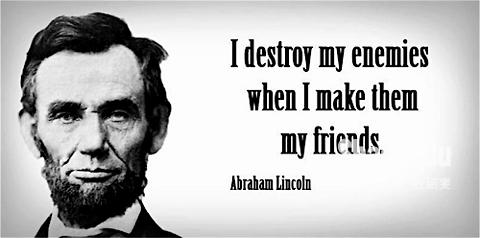 I destroy my enemies
when I make them
my friends.
Abraham Lincoln